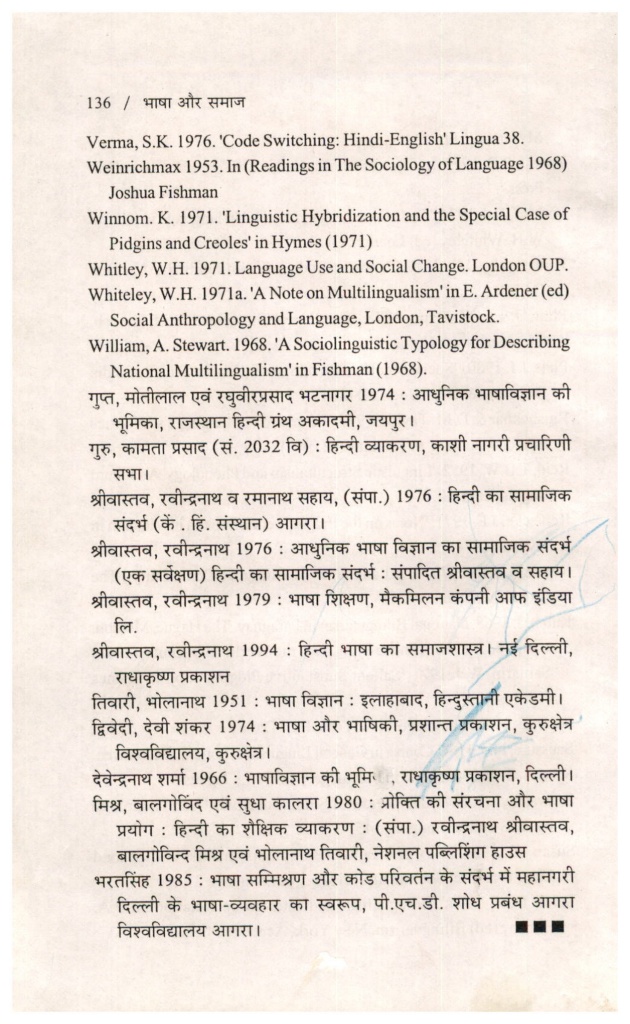 136 / भाषा और समाज
Verma, S.K. 1976. 'Code Switching: Hindi-English' Lingua 38.
Weinrichmax 1953. In (Readings in The Sociology of Language 1968)
Joshua Fishman
Winnom. K. 1971. 'Linguistic Hybridization and the Special Case of
Pidgins and Creoles' in Hymes (1971)
Whitley, W.H. 1971. Language Use and Social Change. London OUP.
Whiteley, W.H. 1971a. 'A Note on Multilingualism' in E. Ardener (ed)
Social Anthropology and Language, London, Tavistock.
William, A. Stewart. 1968. 'A Sociolinguistic Typology for Describing
National Multilingualism' in Fishman (1968).
गुप्त, मोतीलाल एवं रघुवीरप्रसाद भटनागर 1974 : आधुनिक भाषाविज्ञान की
भूमिका, राजस्थान हिन्दी ग्रंथ अकादमी, जयपुर।
गुरु, कामता प्रसाद (सं. 2032 वि) : हिन्दी व्याकरण, काशी नागरी प्रचारिणी
सभा।
श्रीवास्तव, रवीन्द्रनाथ व रमानाथ सहाय, (संपा.) 1976 : हिन्दी का सामाजिक
संदर्भ (कें . हिं. संस्थान) आगरा।
श्रीवास्तव, रवीन्द्रनाथ 1976 : आधुनिक भाषा विज्ञान का सामाजिक संदर्भ
(एक सर्वेक्षण) हिन्दी का सामाजिक संदर्भ : संपादित श्रीवास्तव व सहाय।
श्रीवास्तव, रवीन्द्रनाथ 1979 : भाषा शिक्षण, मैकमिलन कंपनी आफ इंडिया
लि.
श्रीवास्तव, रवीन्द्रनाथ 1994 : हिन्दी भाषा का समाजशास्त्र। नई दिल्ली,
राधाकृष्ण प्रकाशन
तिवारी, भोलानाथ 1951 : भाषा विज्ञान : इलाहाबाद, हिन्दुस्तानी एकेडमी।
द्विवेदी, देवी शंकर 1974 : भाषा और भाषिकी, प्रशान्त प्रकाशन, कुरुक्षेत्र
विश्वविद्यालय, कुरुक्षेत्र।
देवेन्द्रनाथ शर्मा 1966 : भाषाविज्ञान की भूमि , राधाकृष्ण प्रकाशन, दिल्ली।
मिश्र, बालगोविंद एवं सुधा कालरा 1980 : प्रोक्ति की संरचना और भाषा
प्रयोग : हिन्दी का शैक्षिक व्याकरण : (संपा.) रवीन्द्रनाथ श्रीवास्तव,
बालगोविन्द मिश्र एवं भोलानाथ तिवारी, नेशनल पब्लिशिंग हाउस
भरतसिंह 1985 : भाषा सम्मिश्रण और कोड परिवर्तन के संदर्भ में महानगरी
दिल्ली के भाषा-व्यवहार का स्वरूप, पी.एच.डी. शोध प्रबंध आगरा
विश्वविद्यालय आगरा।